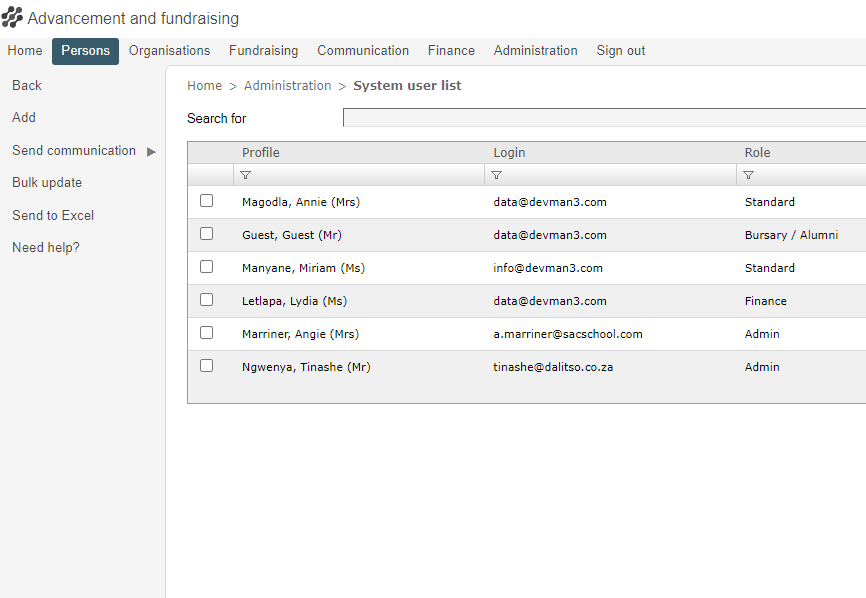 Advancement and fundraising
Home Persons Organisations Fundraising Communication Finance Administration Sign out
Back
Add
Send communication ▶
Bulk update
Send to Excel
Need help?
Home > Administration > System user list
Search for
Profile Login Role
Magodla, Annie (Mrs) data@devman3.com Standard
Guest, Guest (Mr) data@devman3.com Bursary / Alumni
Manyane, Miriam (Ms) info@devman3.com Standard
Letlapa, Lydia (Ms) data@devman3.com Finance
Marriner, Angie (Mrs) a.marriner@sacschool.com Admin
Ngwenya, Tinashe (Mr) tinashe@dalitso.co.za Admin